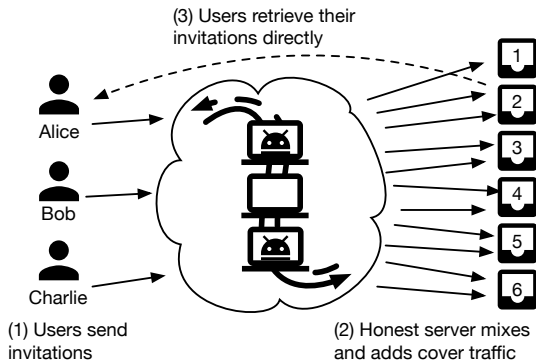 (3) Users retrieve their
invitations directly
Alice
Bob
Charlie
1
2
3
4
5
6
(1) Users send
invitations
(2) Honest server mixes
and adds cover traffic